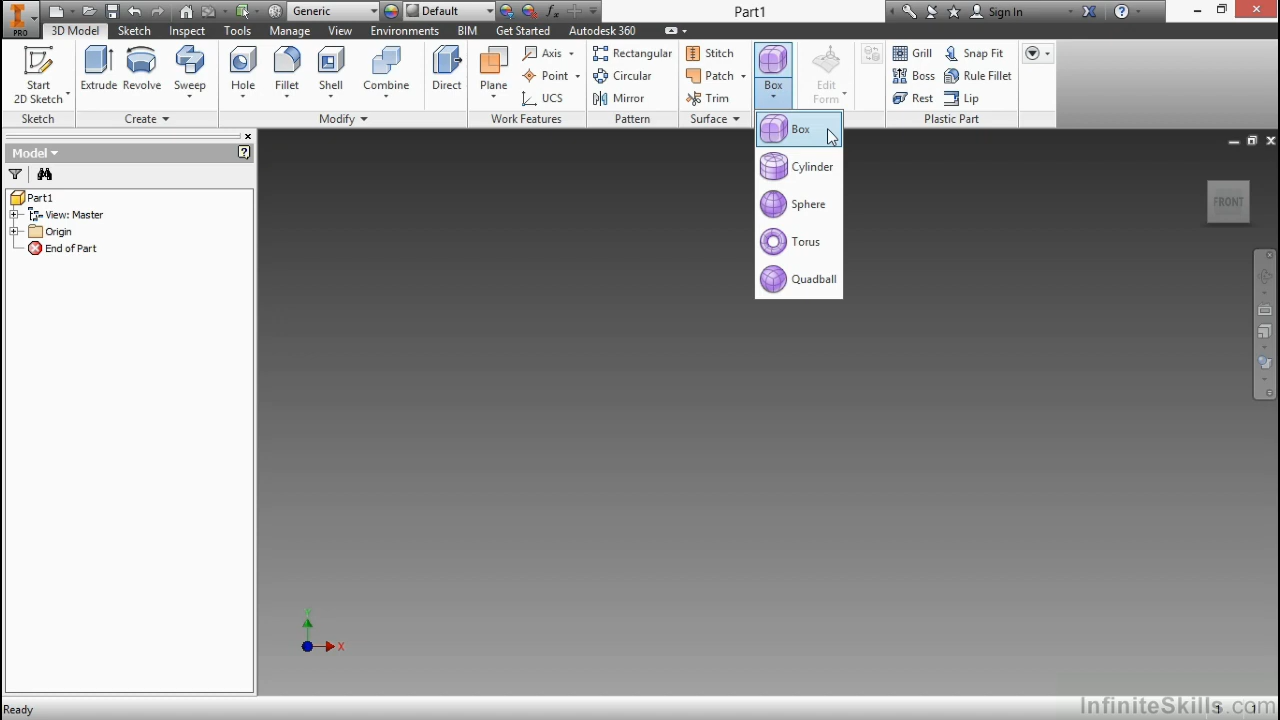 Generic
Default
fx
Part1
Sign In
PRO
3D Model
Sketch
Inspect
Tools
Manage
View
Environments
BIM
Get Started
Autodesk 360
Start
2D Sketch
Extrude
Revolve
Sweep
Hole
Fillet
Shell
Combine
Direct
Plane
Axis
Point
UCS
Rectangular
Circular
Mirror
Stitch
Patch
Trim
Box
Edit
Form
Grill
Boss
Rest
Snap Fit
Rule Fillet
Lip
Sketch
Create
Modify
Work Features
Pattern
Surface
Plastic Part
Box
Cylinder
Sphere
Torus
Quadball
Model
Part1
View: Master
Origin
End of Part
FRONT
Y
X
Ready
1
1
InfiniteSkills.com